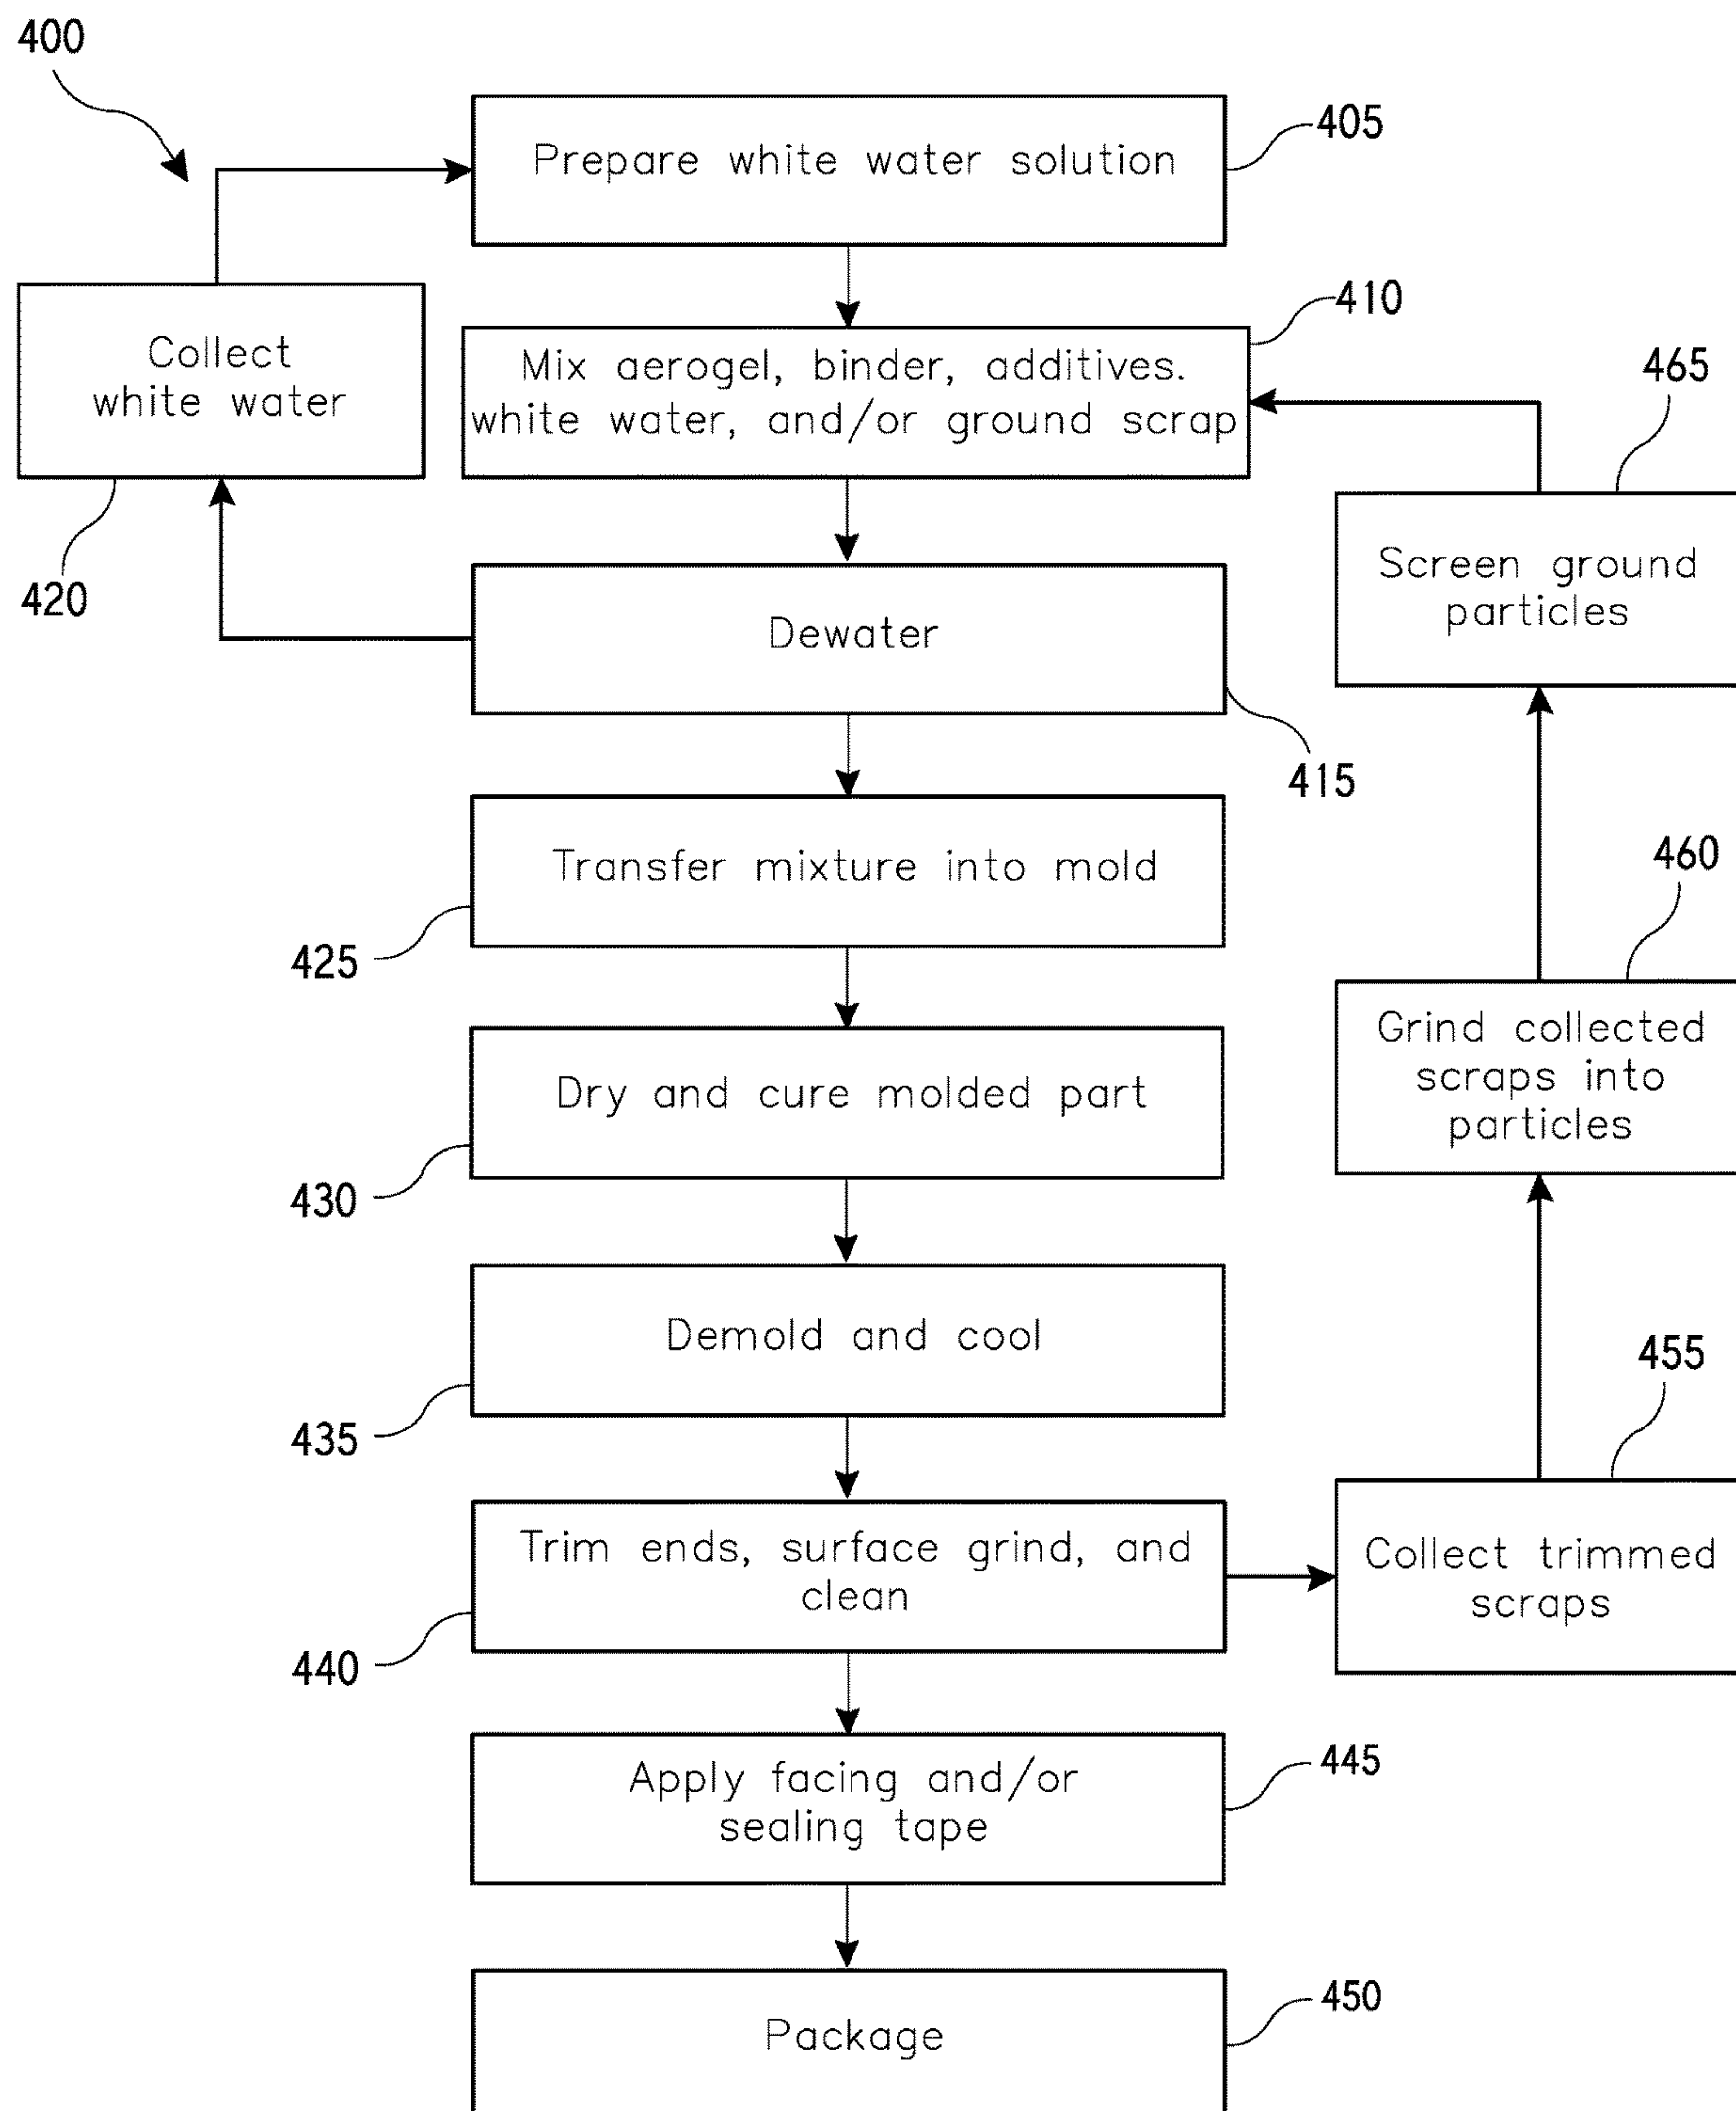 400
405
Prepare white water solution
410
Collect
white water
Mix aerogel, binder, additives.
white water, and/or ground scrap
465
420
Screen ground
particles
Dewater
415
Transfer mixture into mold
460
425
Grind collected
scraps into
particles
Dry and cure molded part
430
Demold and cool
455
435
Trim ends, surface grind, and
clean
Collect trimmed
scraps
440
445
Apply facing and/or
sealing tape
450
Package